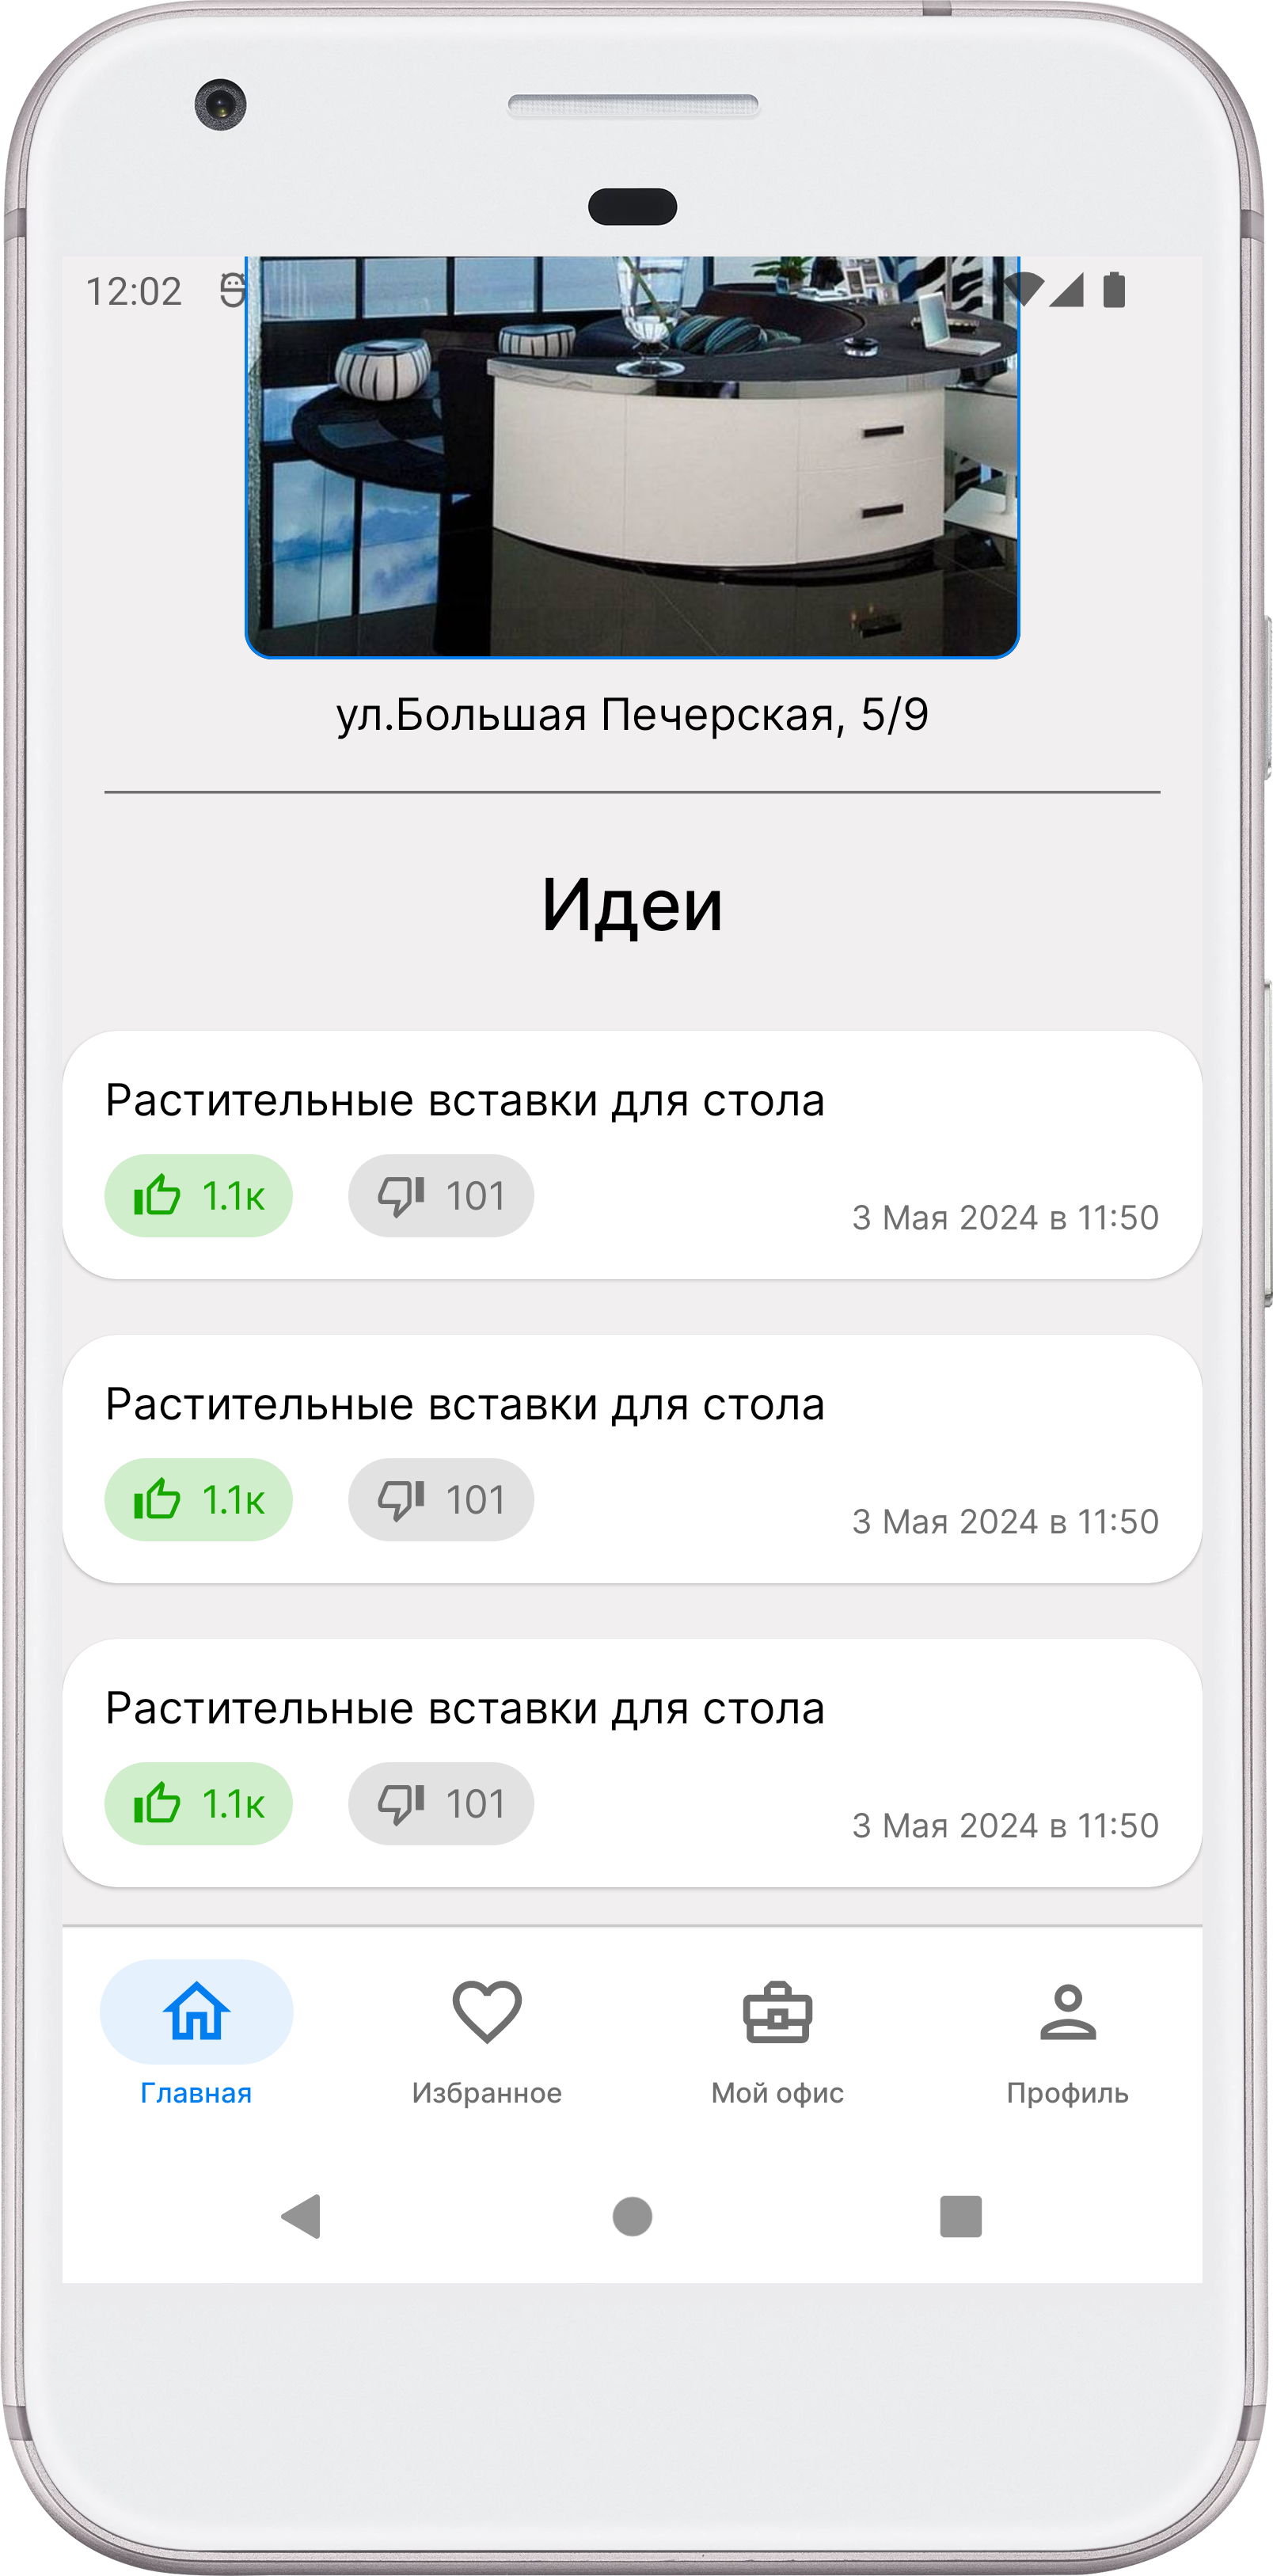 12:02
ул.Большая Печерская, 5/9
Идеи
Растительные вставки для стола
1.1к 101
3 Мая 2024 в 11:50
Растительные вставки для стола
1.1к 101
3 Мая 2024 в 11:50
Растительные вставки для стола
1.1к 101
3 Мая 2024 в 11:50
Главная Избранное Мой офис Профиль